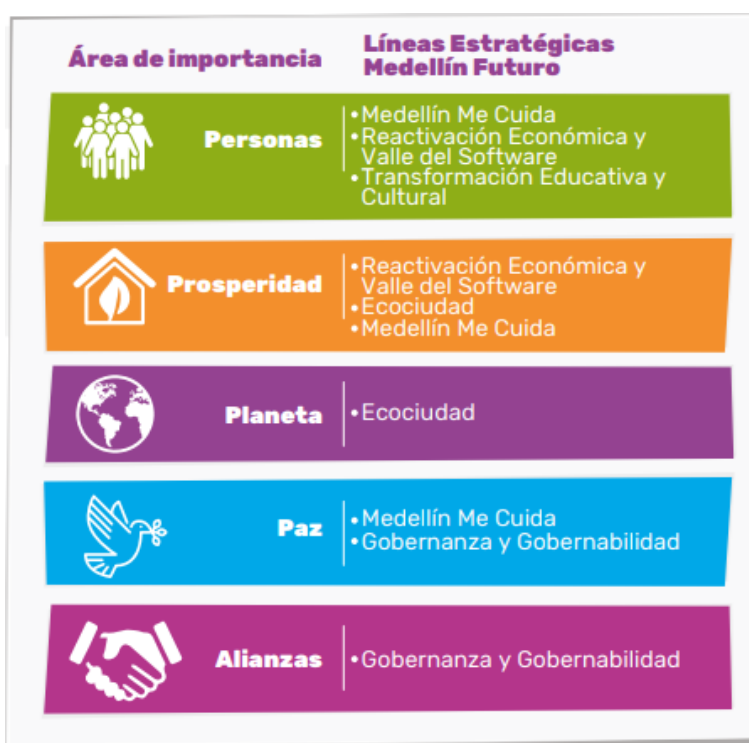 Área de importancia
Líneas Estratégicas
Medellín Futuro
Personas
•Medellín Me Cuida
•Reactivación Económica y
Valle del Software
•Transformación Educativa y
Cultural
Prosperidad
•Reactivación Económica y
Valle del Software
•Ecociudad
•Medellín Me Cuida
Planeta
•Ecociudad
Paz
•Medellín Me Cuida
•Gobernanza y Gobernabilidad
Alianzas
•Gobernanza y Gobernabilidad